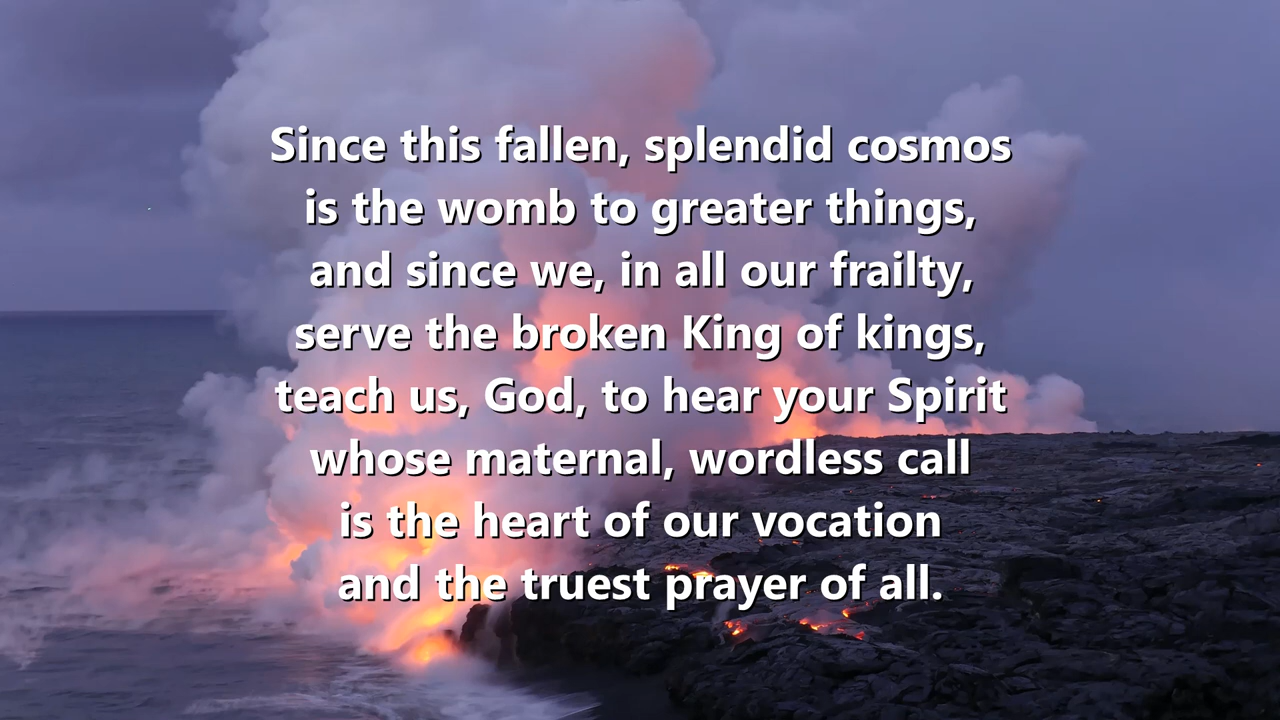 Since this fallen, splendid cosmos
is the womb to greater things,
and since we, in all our frailty,
serve the broken King of kings,
teach us, God, to hear your Spirit
whose maternal, wordless call
is the heart of our vocation
and the truest prayer of all.